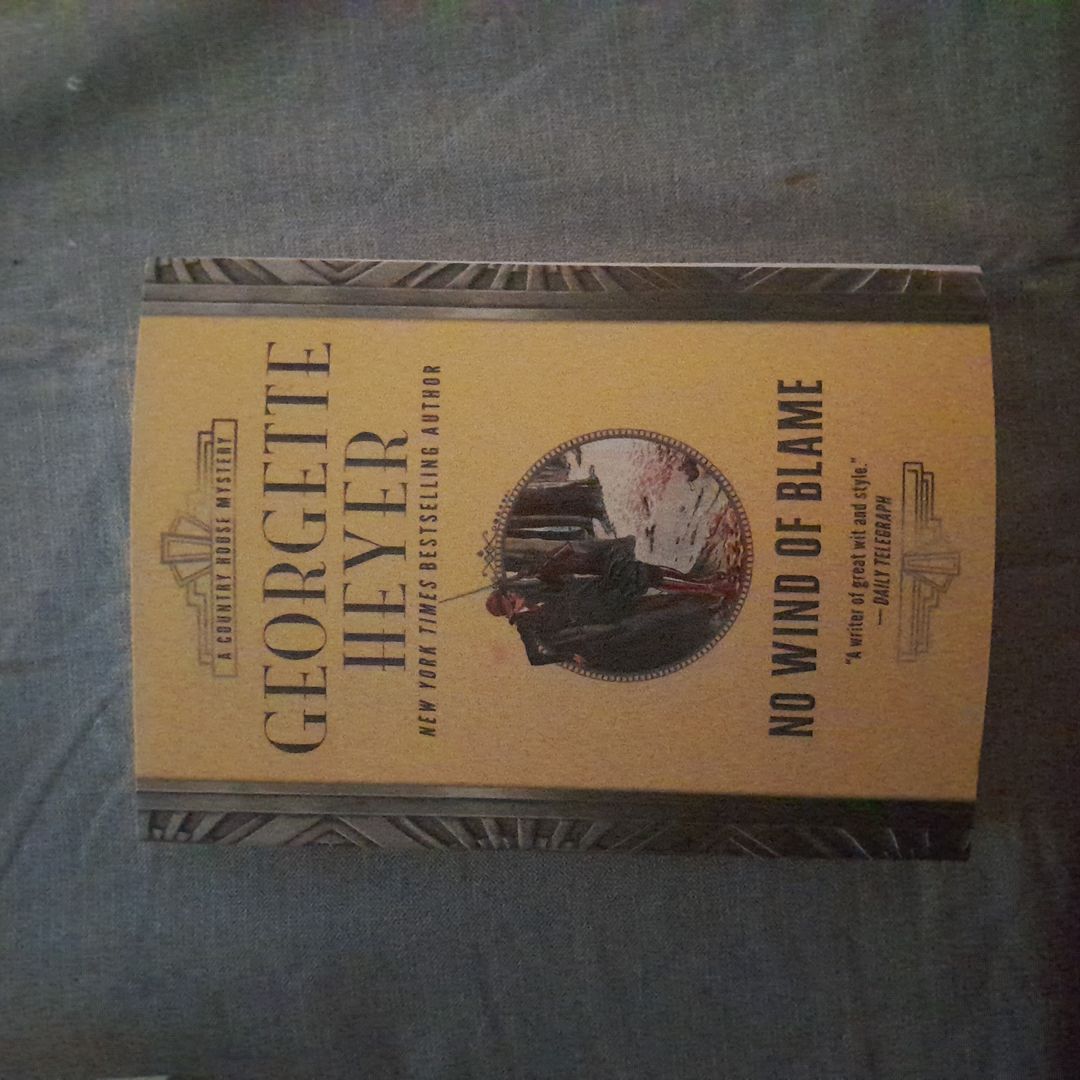 A COUNTRY HOUSE MYSTERY
GEORGETTE
HEYER
NEW YORK TIMES BESTSELLING AUTHOR
NO WIND OF BLAME
"A writer of great wit and style."
—DAILY TELEGRAPH